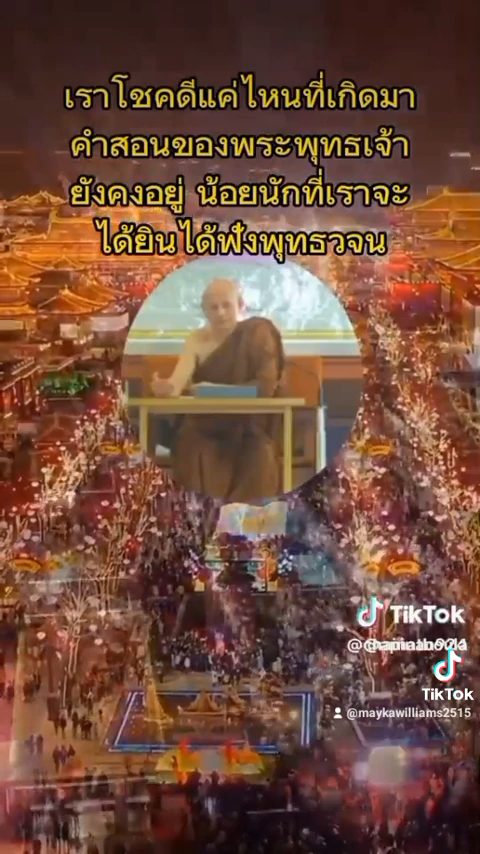 เราโชคดีแค่ไหนที่เกิดมา
คำสอนของพระพุทธเจ้า
ยังคงอยู่ น้อยนักที่เราจะ
ได้ยินได้ฟังพุทธวจน
TikTok
TikTok
@maykawilliams2515